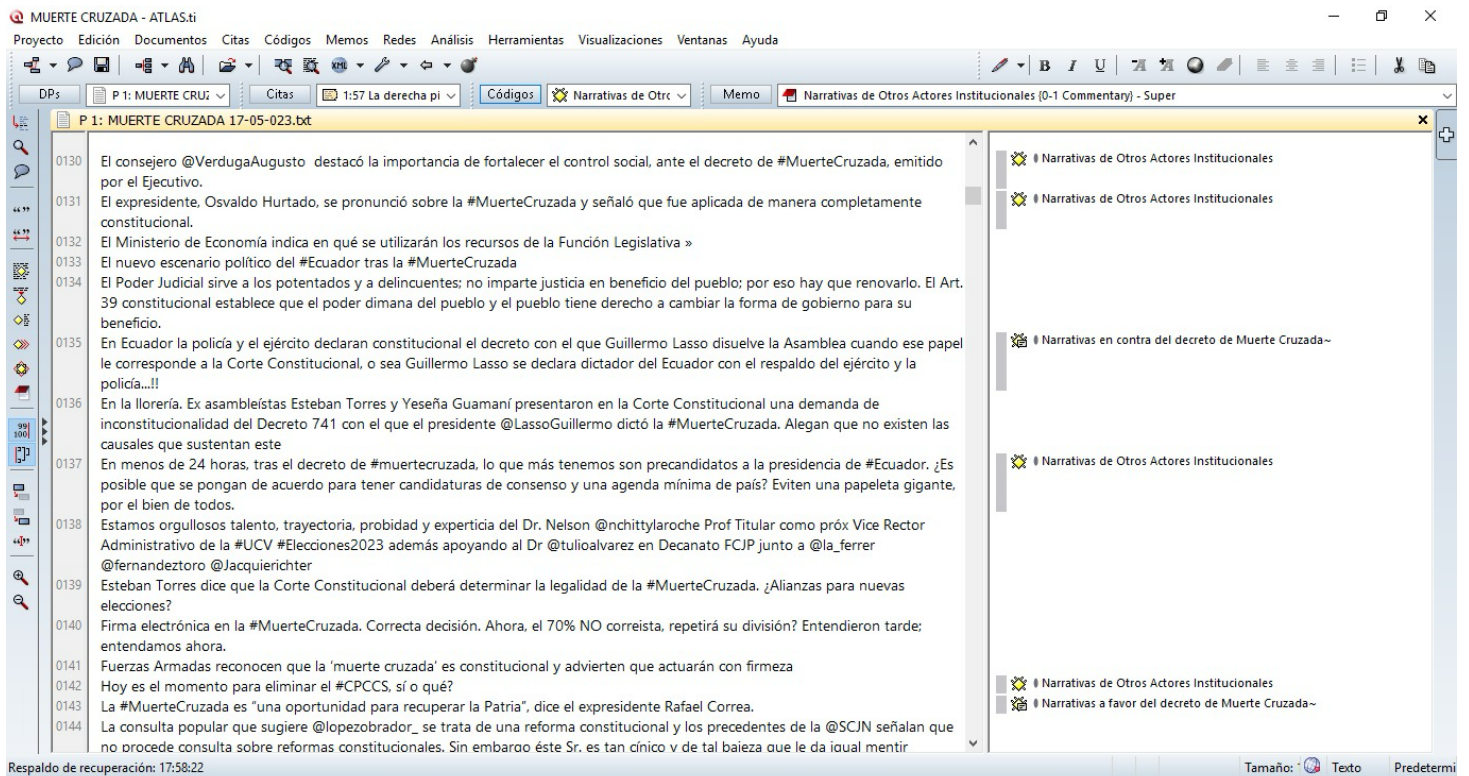 MUERTE CRUZADA - ATLAS.ti
Proyecto Edición Documentos Citas Códigos Memos Redes Análisis Herramientas Visualizaciones Ventanas Ayuda
XML B I U A A
DPs P 1: MUERTE CRUZ Citas 1:57 La derecha pi Códigos Narrativas de Otrc Memo Narrativas de Otros Actores Institucionales {0-1 Commentary} - Super
P 1: MUERTE CRUZADA 17-05-023.txt
0130 El consejero @VerdugaAugusto destacó la importancia de fortalecer el control social, ante el decreto de #MuerteCruzada, emitido Narrativas de Otros Actores Institucionales
por el Ejecutivo.
0131 El expresidente, Osvaldo Hurtado, se pronunció sobre la #MuerteCruzada y señaló que fue aplicada de manera completamente Narrativas de Otros Actores Institucionales
constitucional.
0132 El Ministerio de Economía indica en qué se utilizarán los recursos de la Función Legislativa »
0133 El nuevo escenario político del #Ecuador tras la #MuerteCruzada
0134 El Poder Judicial sirve a los potentados y a delincuentes; no imparte justicia en beneficio del pueblo; por eso hay que renovarlo. El Art.
39 constitucional establece que el poder dimana del pueblo y el pueblo tiene derecho a cambiar la forma de gobierno para su
beneficio.
0135 En Ecuador la policía y el ejército declaran constitucional el decreto con el que Guillermo Lasso disuelve la Asamblea cuando ese papel Narrativas en contra del decreto de Muerte Cruzada~
le corresponde a la Corte Constitucional, o sea Guillermo Lasso se declara dictador del Ecuador con el respaldo del ejército y la
policía...!!
0136 En la llorería. Ex asambleístas Esteban Torres y Yeseña Guamaní presentaron en la Corte Constitucional una demanda de
inconstitucionalidad del Decreto 741 con el que el presidente @LassoGuillermo dictó la #MuerteCruzada. Alegan que no existen las
causales que sustentan este
0137 En menos de 24 horas, tras el decreto de #muertecruzada, lo que más tenemos son precandidatos a la presidencia de #Ecuador. ¿Es Narrativas de Otros Actores Institucionales
posible que se pongan de acuerdo para tener candidaturas de consenso y una agenda mínima de país? Eviten una papeleta gigante,
por el bien de todos.
0138 Estamos orgullosos talento, trayectoria, probidad y experticia del Dr. Nelson @nchittylaroche Prof Titular como próx Vice Rector
Administrativo de la #UCV #Elecciones2023 además apoyando al Dr @tulioalvarez en Decanato FCJP junto a @la_ferrer
@fernandeztoro @Jacquierichter
0139 Esteban Torres dice que la Corte Constitucional deberá determinar la legalidad de la #MuerteCruzada. ¿Alianzas para nuevas
elecciones?
0140 Firma electrónica en la #MuerteCruzada. Correcta decisión. Ahora, el 70% NO correista, repetirá su división? Entendieron tarde;
entendamos ahora.
0141 Fuerzas Armadas reconocen que la 'muerte cruzada' es constitucional y advierten que actuarán con firmeza
0142 Hoy es el momento para eliminar el #CPCCS, sí o qué? Narrativas de Otros Actores Institucionales
0143 La #MuerteCruzada es "una oportunidad para recuperar la Patria", dice el expresidente Rafael Correa. Narrativas a favor del decreto de Muerte Cruzada~
0144 La consulta popular que sugiere @lopezobrador_ se trata de una reforma constitucional y los precedentes de la @SCJN señalan que
no procede consulta sobre reformas constitucionales. Sin embargo éste Sr. es tan cínico y de tal bajeza que le da igual mentir
99
100
Respaldo de recuperación: 17:58:22 Tamaño: Texto Predetermi